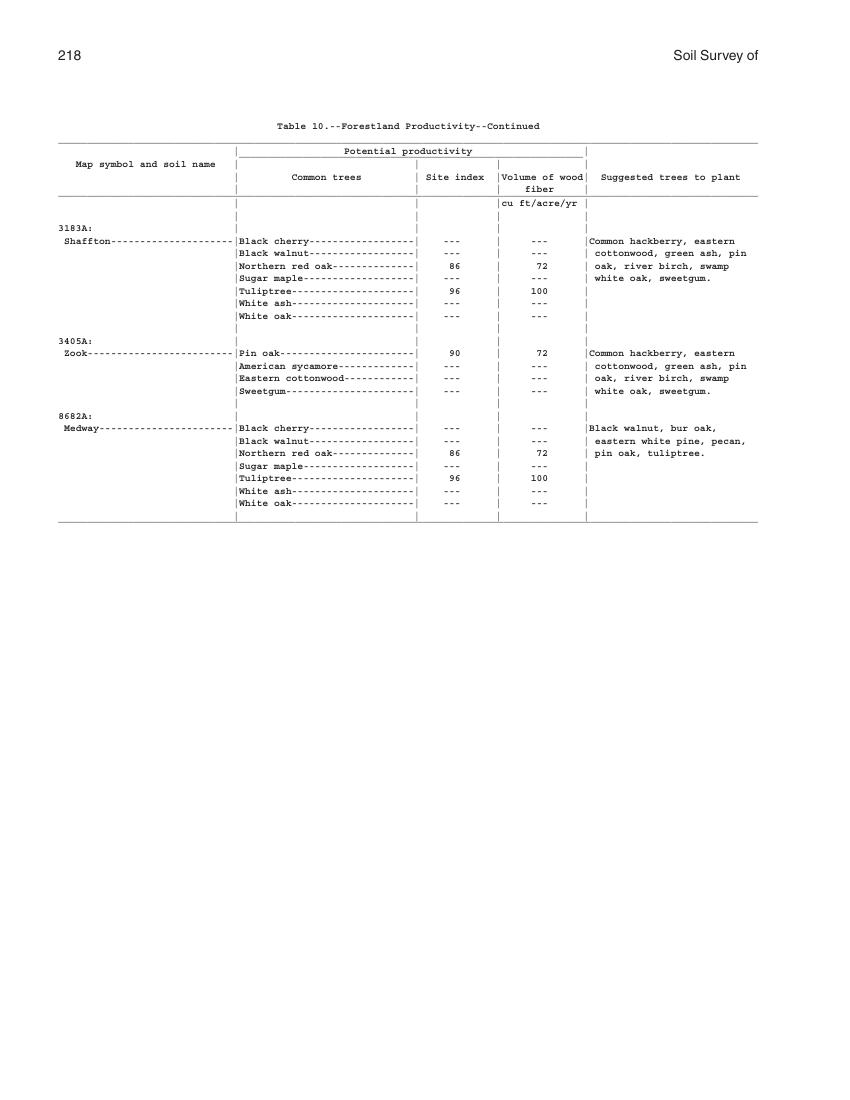 218 Soil Survey of
Table 10.--Forestland Productivity--Continued
Potential productivity
Map symbol and soil name
Common trees Site index Volume of wood Suggested trees to plant
fiber
cu ft/acre/yr
3183A:
Shaffton---------------------Black cherry------------------ --- --- Common hackberry, eastern
Black walnut------------------ --- --- cottonwood, green ash, pin
Northern red oak-------------- 86 72 oak, river birch, swamp
Sugar maple------------------- --- --- white oak, sweetgum.
Tuliptree--------------------- 96 100
White ash--------------------- --- ---
White oak--------------------- --- ---
3405A:
Zook-------------------------Pin oak----------------------- 90 72 Common hackberry, eastern
American sycamore------------- --- --- cottonwood, green ash, pin
Eastern cottonwood------------ --- --- oak, river birch, swamp
Sweetgum---------------------- --- --- white oak, sweetgum.
8682A:
Medway-----------------------Black cherry------------------ --- --- Black walnut, bur oak,
Black walnut------------------ --- --- eastern white pine, pecan,
Northern red oak-------------- 86 72 pin oak, tuliptree.
Sugar maple------------------- --- ---
Tuliptree--------------------- 96 100
White ash--------------------- --- ---
White oak--------------------- --- ---